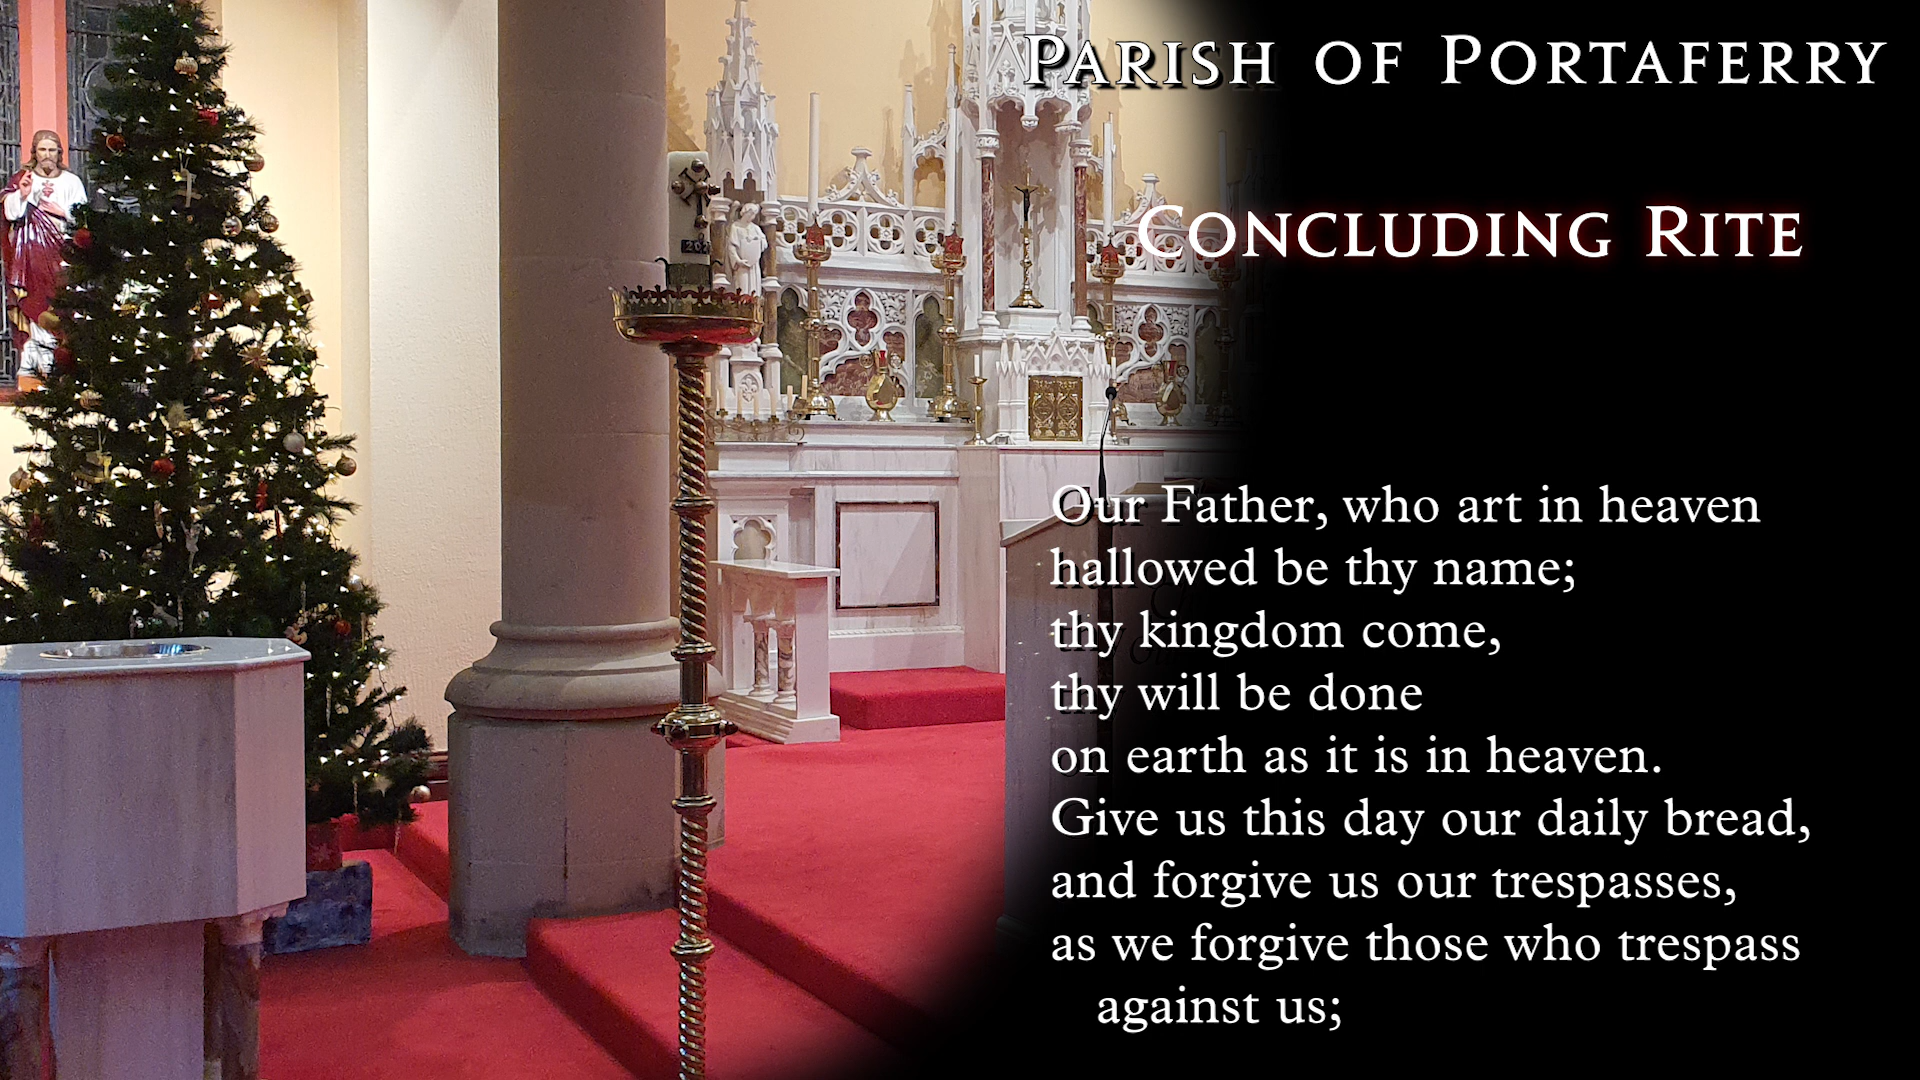 Parish of Portaferry
Concluding Rite
Our Father, who art in heaven
hallowed be thy name;
thy kingdom come,
thy will be done
on earth as it is in heaven.
Give us this day our daily bread,
and forgive us our trespasses,
as we forgive those who trespass
against us;